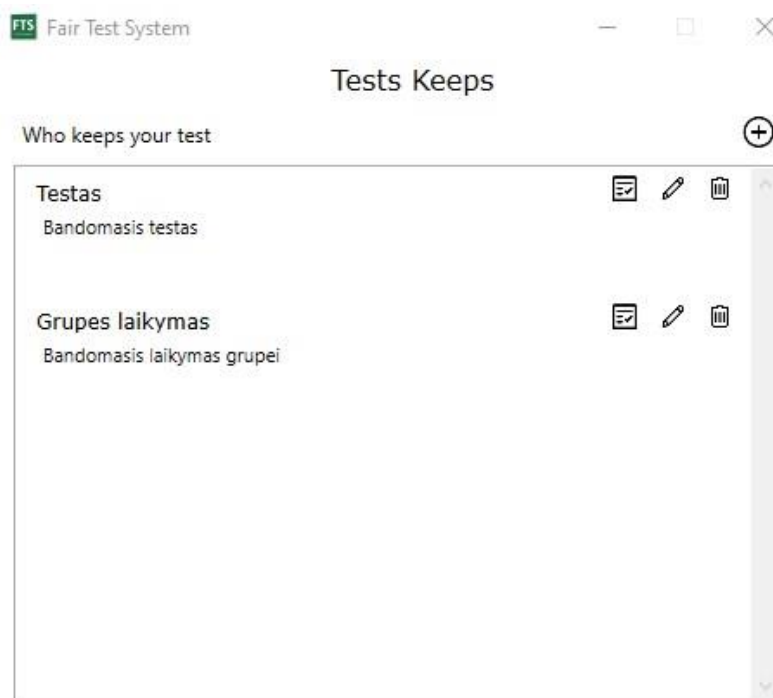 FTS Fair Test System
Tests Keeps
Who keeps your test
Testas
Bandomasis testas
Grupes laikymas
Bandomasis laikymas grupei